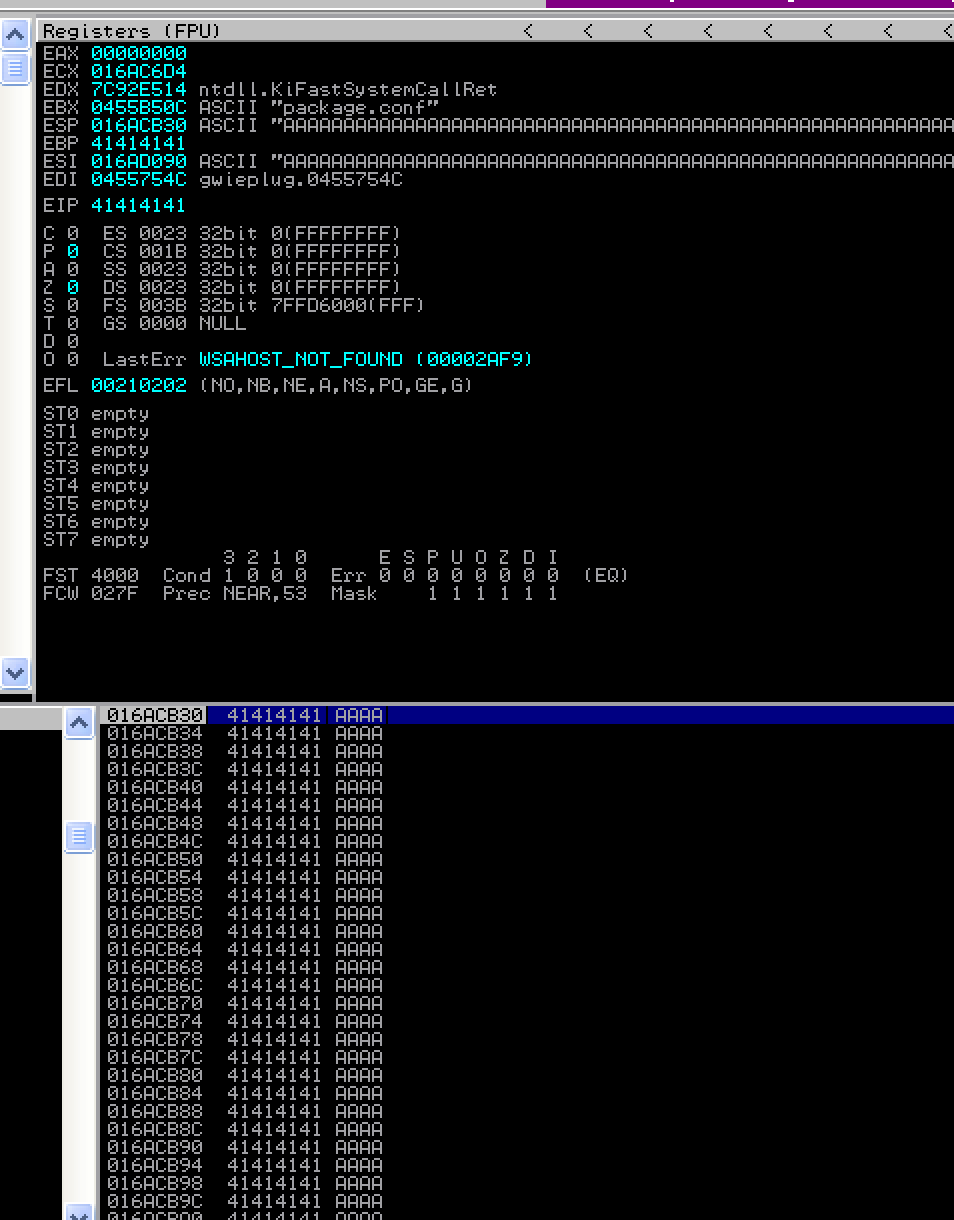 Registers (FPU) < < < < < < < <
EAX 00000000
ECX 016AC6D4
EDX 7C92E514 ntdll.KiFastSystemCallRet
EBX 0455B50C ASCII "package.conf"
ESP 016ACB30 ASCII "AAAAAAAAAAAAAAAAAAAAAAAAAAAAAAAAAAAAAAAAAAAAAAAAAAAAAAAA
EBP 41414141
ESI 016AD090 ASCII "AAAAAAAAAAAAAAAAAAAAAAAAAAAAAAAAAAAAAAAAAAAAAAAAAAAAAAAA
EDI 0455754C gwieplug.0455754C
EIP 41414141
C 0 ES 0023 32bit 0(FFFFFFFF)
P 0 CS 001B 32bit 0(FFFFFFFF)
A 0 SS 0023 32bit 0(FFFFFFFF)
Z 0 DS 0023 32bit 0(FFFFFFFF)
S 0 FS 003B 32bit 7FFD6000(FFF)
T 0 GS 0000 NULL
D 0
O 0 LastErr WSAHOST_NOT_FOUND (00002AF9)
EFL 00210202 (NO,NB,NE,A,NS,PO,GE,G)
ST0 empty
ST1 empty
ST2 empty
ST3 empty
ST4 empty
ST5 empty
ST6 empty
ST7 empty
3 2 1 0 E S P U O Z D I
FST 4000 Cond 1 0 0 0 Err 0 0 0 0 0 0 0 0 (EQ)
FCW 027F Prec NEAR,53 Mask 1 1 1 1 1 1
016ACB30 41414141 AAAA
016ACB34 41414141 AAAA
016ACB38 41414141 AAAA
016ACB3C 41414141 AAAA
016ACB40 41414141 AAAA
016ACB44 41414141 AAAA
016ACB48 41414141 AAAA
016ACB4C 41414141 AAAA
016ACB50 41414141 AAAA
016ACB54 41414141 AAAA
016ACB58 41414141 AAAA
016ACB5C 41414141 AAAA
016ACB60 41414141 AAAA
016ACB64 41414141 AAAA
016ACB68 41414141 AAAA
016ACB6C 41414141 AAAA
016ACB70 41414141 AAAA
016ACB74 41414141 AAAA
016ACB78 41414141 AAAA
016ACB7C 41414141 AAAA
016ACB80 41414141 AAAA
016ACB84 41414141 AAAA
016ACB88 41414141 AAAA
016ACB8C 41414141 AAAA
016ACB90 41414141 AAAA
016ACB94 41414141 AAAA
016ACB98 41414141 AAAA
016ACB9C 41414141 AAAA
016ACBA0 41414141 AAAA